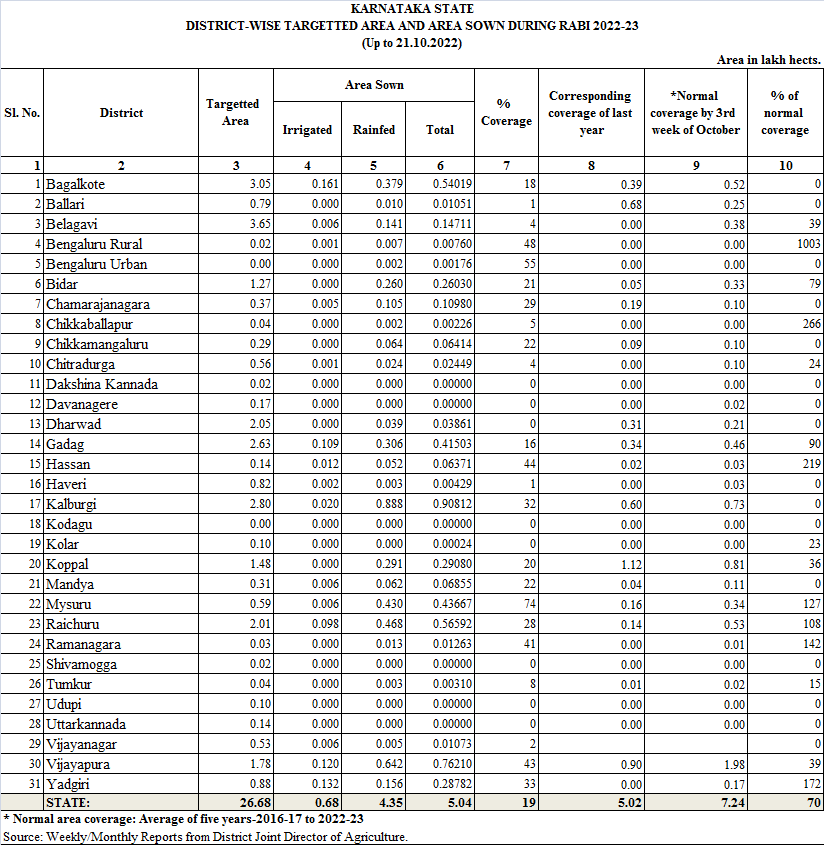 KARNATAKA STATE
DISTRICT-WISE TARGETTED AREA AND AREA SOWN DURING RABI 2022-23
(Up to 21.10.2022)
Area in lakh hects.
Sl. No. District Targetted Area Area Sown % Coverage Corresponding coverage of last year *Normal coverage by 3rd week of October % of normal coverage
Irrigated Rainfed Total
1 2 3 4 5 6 7 8 9 10
1 Bagalkote 3.05 0.161 0.379 0.54019 18 0.39 0.52 0
2 Ballari 0.79 0.000 0.010 0.01051 1 0.68 0.25 0
3 Belagavi 3.65 0.006 0.141 0.14711 4 0.00 0.38 39
4 Bengaluru Rural 0.02 0.001 0.007 0.00760 48 0.00 0.00 1003
5 Bengaluru Urban 0.00 0.000 0.002 0.00176 55 0.00 0.00 0
6 Bidar 1.27 0.000 0.260 0.26030 21 0.05 0.33 79
7 Chamarajanagara 0.37 0.005 0.105 0.10980 29 0.19 0.10 0
8 Chikkaballapur 0.04 0.000 0.002 0.00226 5 0.00 0.00 266
9 Chikkamangaluru 0.29 0.000 0.064 0.06414 22 0.09 0.10 0
10 Chitradurga 0.56 0.001 0.024 0.02449 4 0.00 0.10 24
11 Dakshina Kannada 0.02 0.000 0.000 0.00000 0 0.00 0.00 0
12 Davanagere 0.17 0.000 0.000 0.00000 0 0.00 0.02 0
13 Dharwad 2.05 0.000 0.039 0.03861 0 0.31 0.21 0
14 Gadag 2.63 0.109 0.306 0.41503 16 0.34 0.46 90
15 Hassan 0.14 0.012 0.052 0.06371 44 0.02 0.03 219
16 Haveri 0.82 0.002 0.003 0.00429 1 0.00 0.03 0
17 Kalburgi 2.80 0.020 0.888 0.90812 32 0.60 0.73 0
18 Kodagu 0.00 0.000 0.000 0.00000 0 0.00 0.00 0
19 Kolar 0.10 0.000 0.000 0.00024 0 0.00 0.00 23
20 Koppal 1.48 0.000 0.291 0.29080 20 1.12 0.81 36
21 Mandya 0.31 0.006 0.062 0.06855 22 0.04 0.11 0
22 Mysuru 0.59 0.006 0.430 0.43667 74 0.16 0.34 127
23 Raichuru 2.01 0.098 0.468 0.56592 28 0.14 0.53 108
24 Ramanagara 0.03 0.000 0.013 0.01263 41 0.00 0.01 142
25 Shivamogga 0.02 0.000 0.000 0.00000 0 0.00 0.00 0
26 Tumkur 0.04 0.000 0.003 0.00310 8 0.01 0.02 15
27 Udupi 0.10 0.000 0.000 0.00000 0 0.00 0.00 0
28 Uttarkannada 0.14 0.000 0.000 0.00000 0 0.00 0.00 0
29 Vijayanagar 0.53 0.006 0.005 0.01073 2 0
30 Vijayapura 1.78 0.120 0.642 0.76210 43 0.90 1.98 39
31 Yadgiri 0.88 0.132 0.156 0.28782 33 0.00 0.17 172
STATE: 26.68 0.68 4.35 5.04 19 5.02 7.24 70
* Normal area coverage: Average of five years-2016-17 to 2022-23
Source: Weekly/Monthly Reports from District Joint Director of Agriculture.